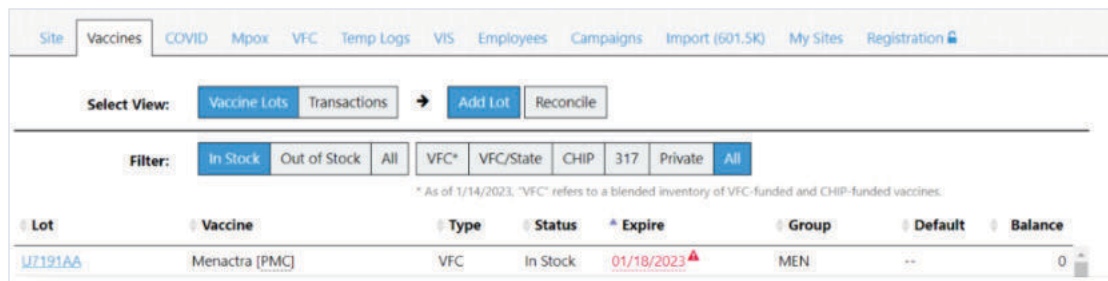 Site Vaccines COVID Mpox VFC Temp Logs VIS Employees Campaigns Import (601.5K) My Sites Registration
Select View: Vaccine Lots Transactions → Add Lot Reconcile
Filter: In Stock Out of Stock All VFC* VFC/State CHIP 317 Private All
* As of 1/14/2023, "VFC" refers to a blended inventory of VFC-funded and CHIP-funded vaccines.
Lot Vaccine Type Status Expire Group Default Balance
U7191AA Menactra [PMC] VFC In Stock 01/18/2023 MEN -- 0